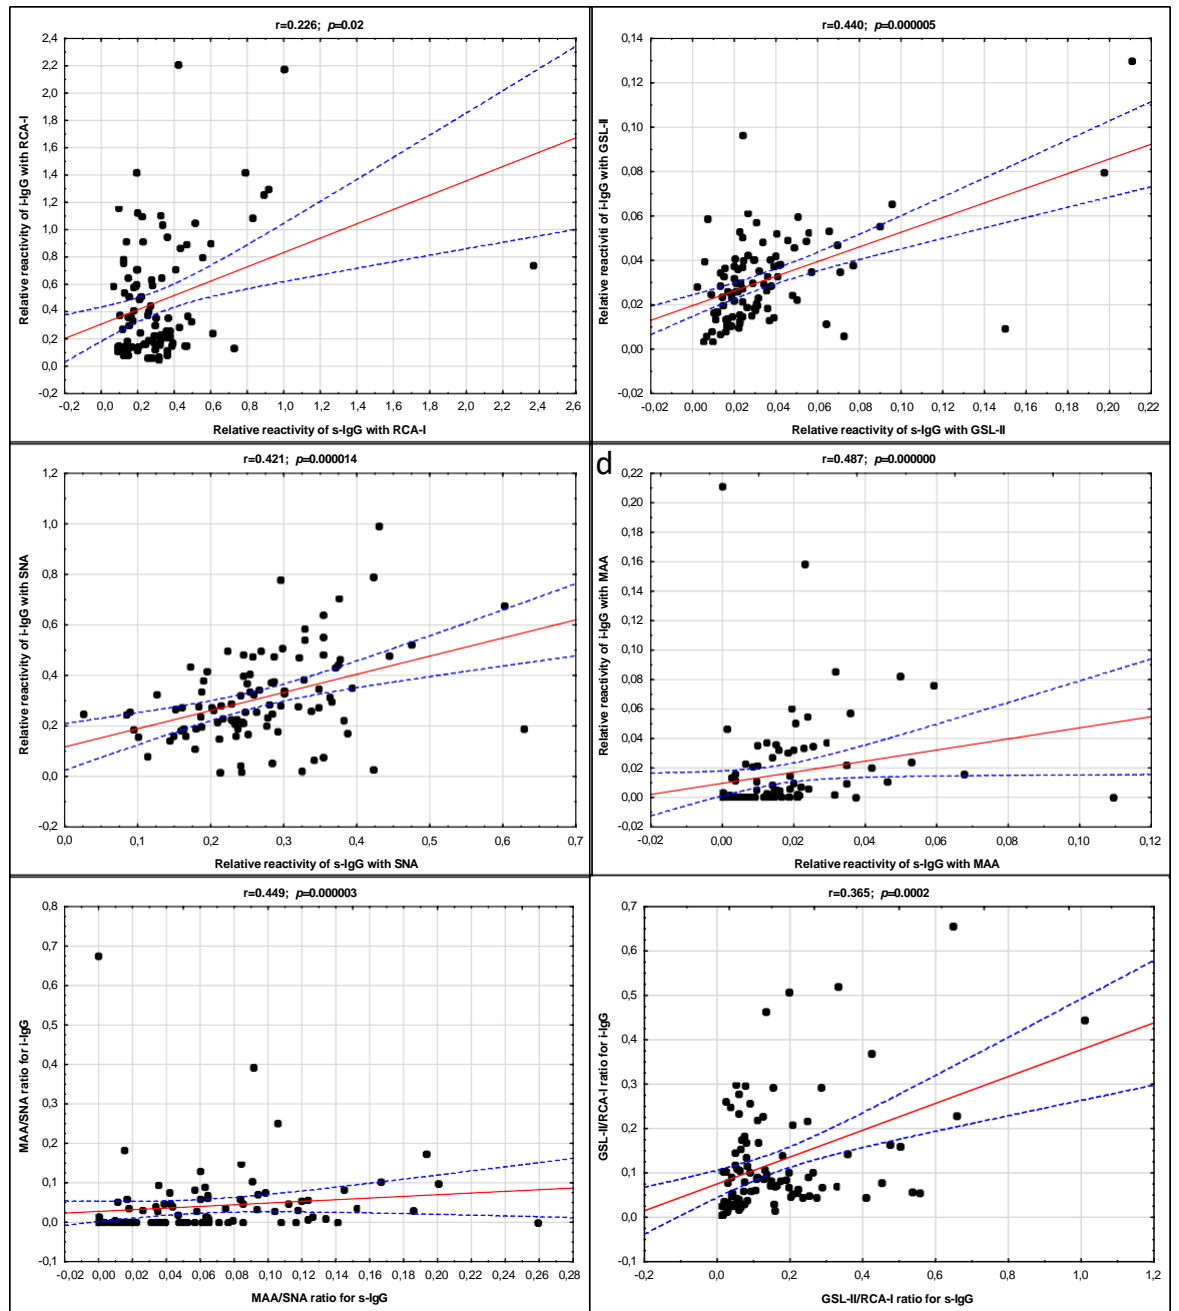 r=0.226; p=0.02
2,4
2,2
2,0
1,8
1,6
1,4
1,2
1,0
0,8
0,6
0,4
0,2
0,0
-0,2
-0,2 0,0 0,2 0,4 0,6 0,8 1,0 1,2 1,4 1,6 1,8 2,0 2,2 2,4 2,6
Relative reactivity of s-IgG with RCA-I
Relative reactivity of i-IgG with RCA-I
r=0.440; p=0.000005
0,14
0,12
0,10
0,08
0,06
0,04
0,02
0,00
-0,02
-0,02 0,00 0,02 0,04 0,06 0,08 0,10 0,12 0,14 0,16 0,18 0,20 0,22
Relative reactivity of s-IgG with GSL-II
Relative reactiviti of i-IgG with GSL-II
r=0.421; p=0.000014
1,2
1,0
0,8
0,6
0,4
0,2
0,0
-0,2
0,0 0,1 0,2 0,3 0,4 0,5 0,6 0,7
Relative reactivity of s-IgG with SNA
Relative reactivity of i-IgG with SNA
d
r=0.487; p=0.000000
0,22
0,20
0,18
0,16
0,14
0,12
0,10
0,08
0,06
0,04
0,02
0,00
-0,02
-0,02 0,00 0,02 0,04 0,06 0,08 0,10 0,12
Relative reactivity of s-IgG with MAA
Relative reactivity of i-IgG with MAA
r=0.449; p=0.000003
0,8
0,7
0,6
0,5
0,4
0,3
0,2
0,1
0,0
-0,1
-0,02 0,00 0,02 0,04 0,06 0,08 0,10 0,12 0,14 0,16 0,18 0,20 0,22 0,24 0,26 0,28
MAA/SNA ratio for s-IgG
MAA/SNA ratio for i-IgG
r=0.365; p=0.0002
0,7
0,6
0,5
0,4
0,3
0,2
0,1
0,0
-0,1
-0,2 0,0 0,2 0,4 0,6 0,8 1,0 1,2
GSL-II/RCA-I ratio for s-IgG
GSL-II/RCA-I ratio for i-IgG